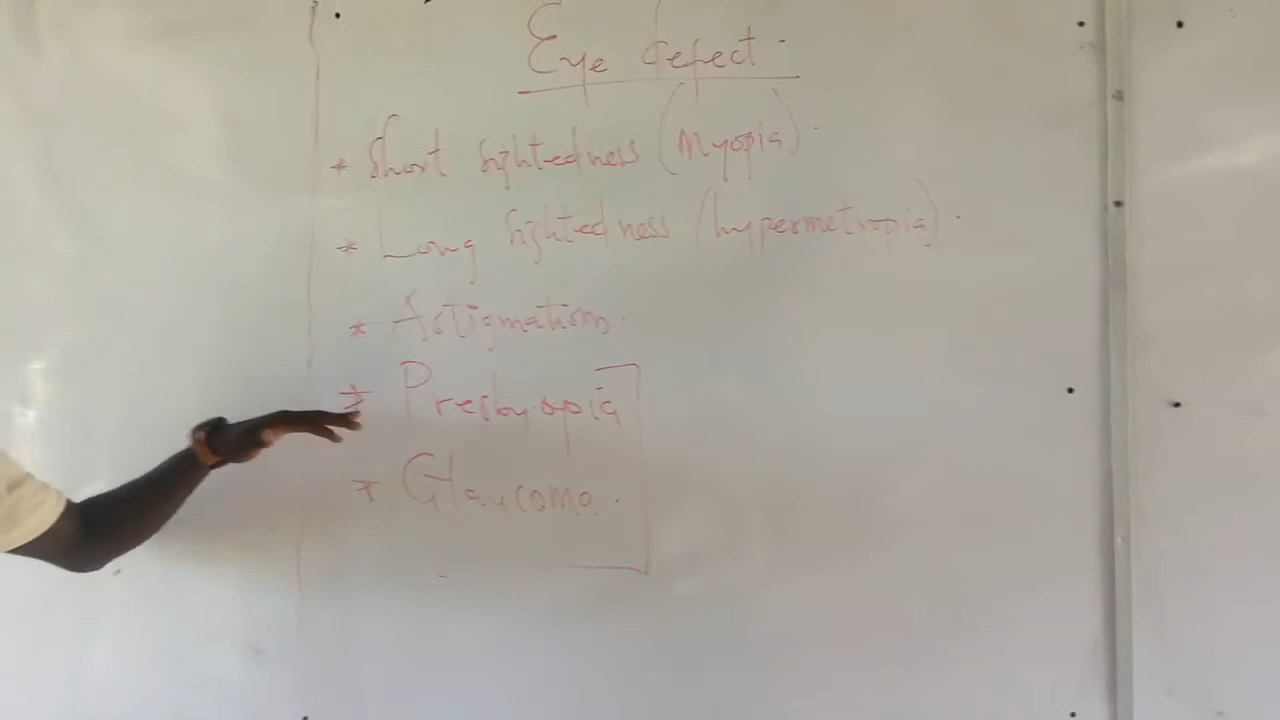 Eye defect.
* Short sightedness (Myopia).
* Long sightedness (hypermetropia).
* Astigmatism.
* Presbyopia
* Glaucoma.